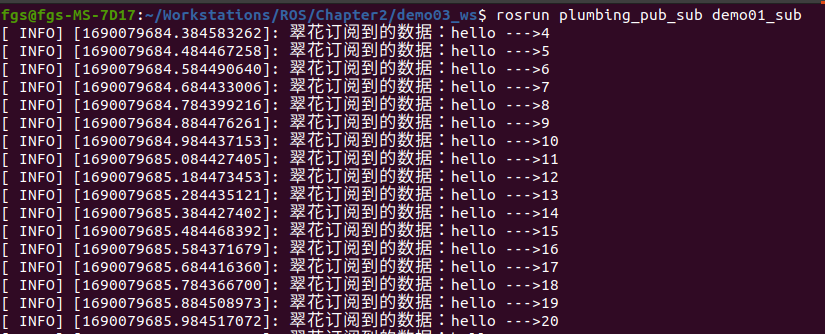 fgs@fgs-MS-7D17:~/Workstations/ROS/Chapter2/demo03_ws$ rosrun plumbing_pub_sub demo01_sub
[ INFO] [1690079684.384583262]: 翠花订阅到的数据：hello --->4
[ INFO] [1690079684.484467258]: 翠花订阅到的数据：hello --->5
[ INFO] [1690079684.584490640]: 翠花订阅到的数据：hello --->6
[ INFO] [1690079684.684433006]: 翠花订阅到的数据：hello --->7
[ INFO] [1690079684.784399216]: 翠花订阅到的数据：hello --->8
[ INFO] [1690079684.884476261]: 翠花订阅到的数据：hello --->9
[ INFO] [1690079684.984437153]: 翠花订阅到的数据：hello --->10
[ INFO] [1690079685.084427405]: 翠花订阅到的数据：hello --->11
[ INFO] [1690079685.184473453]: 翠花订阅到的数据：hello --->12
[ INFO] [1690079685.284435121]: 翠花订阅到的数据：hello --->13
[ INFO] [1690079685.384427402]: 翠花订阅到的数据：hello --->14
[ INFO] [1690079685.484468392]: 翠花订阅到的数据：hello --->15
[ INFO] [1690079685.584371679]: 翠花订阅到的数据：hello --->16
[ INFO] [1690079685.684416360]: 翠花订阅到的数据：hello --->17
[ INFO] [1690079685.784366700]: 翠花订阅到的数据：hello --->18
[ INFO] [1690079685.884508973]: 翠花订阅到的数据：hello --->19
[ INFO] [1690079685.984517072]: 翠花订阅到的数据：hello --->20